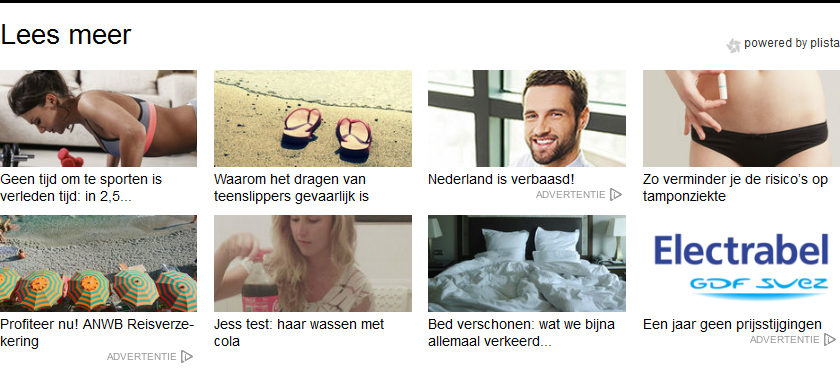 Lees meer
powered by plista
Geen tijd om te sporten is
verleden tijd: in 2,5...
Waarom het dragen van
teenslippers gevaarlijk is
Nederland is verbaasd!
ADVERTENTIE
Zo verminder je de risico's op
tamponziekte
Profiteer nu! ANWB Reisverze-
kering
ADVERTENTIE
Jess test: haar wassen met
cola
Bed verschonen: wat we bijna
allemaal verkeerd...
Electrabel
GDF SUEZ
Een jaar geen prijsstijgingen
ADVERTENTIE